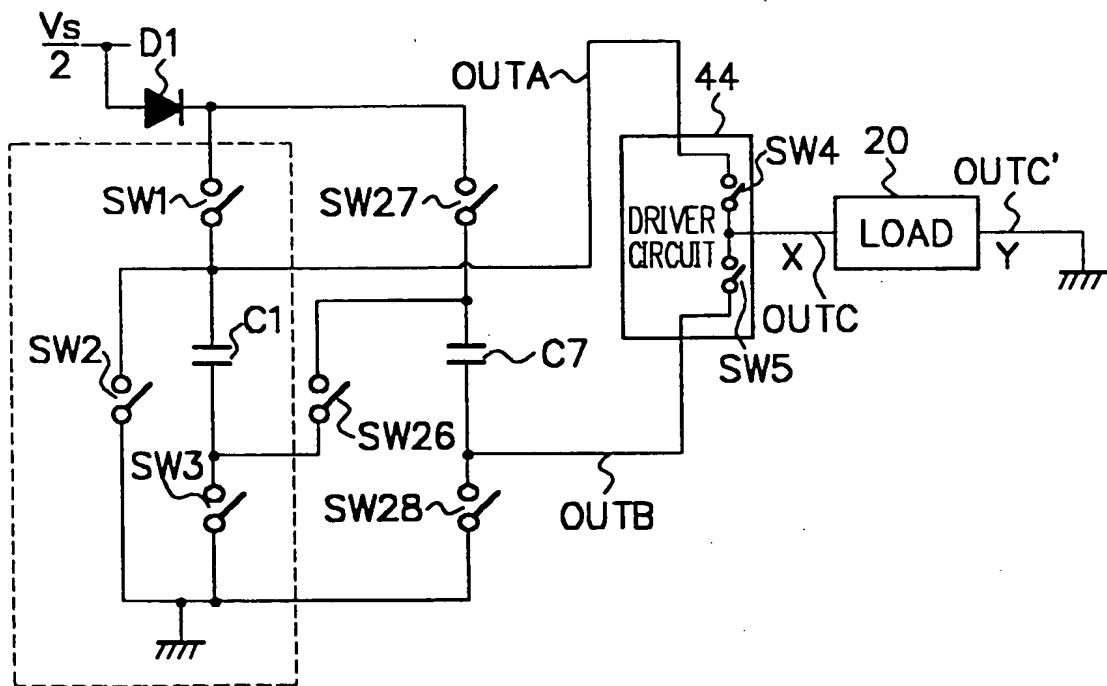 Vs
2
D1
OUTA
44
SW4
20
OUTC'
SW1
SW27
DRIVER
CIRCUIT
LOAD
X
Y
OUTC
SW2
C1
C7
SW5
SW26
SW3
SW28
OUTB